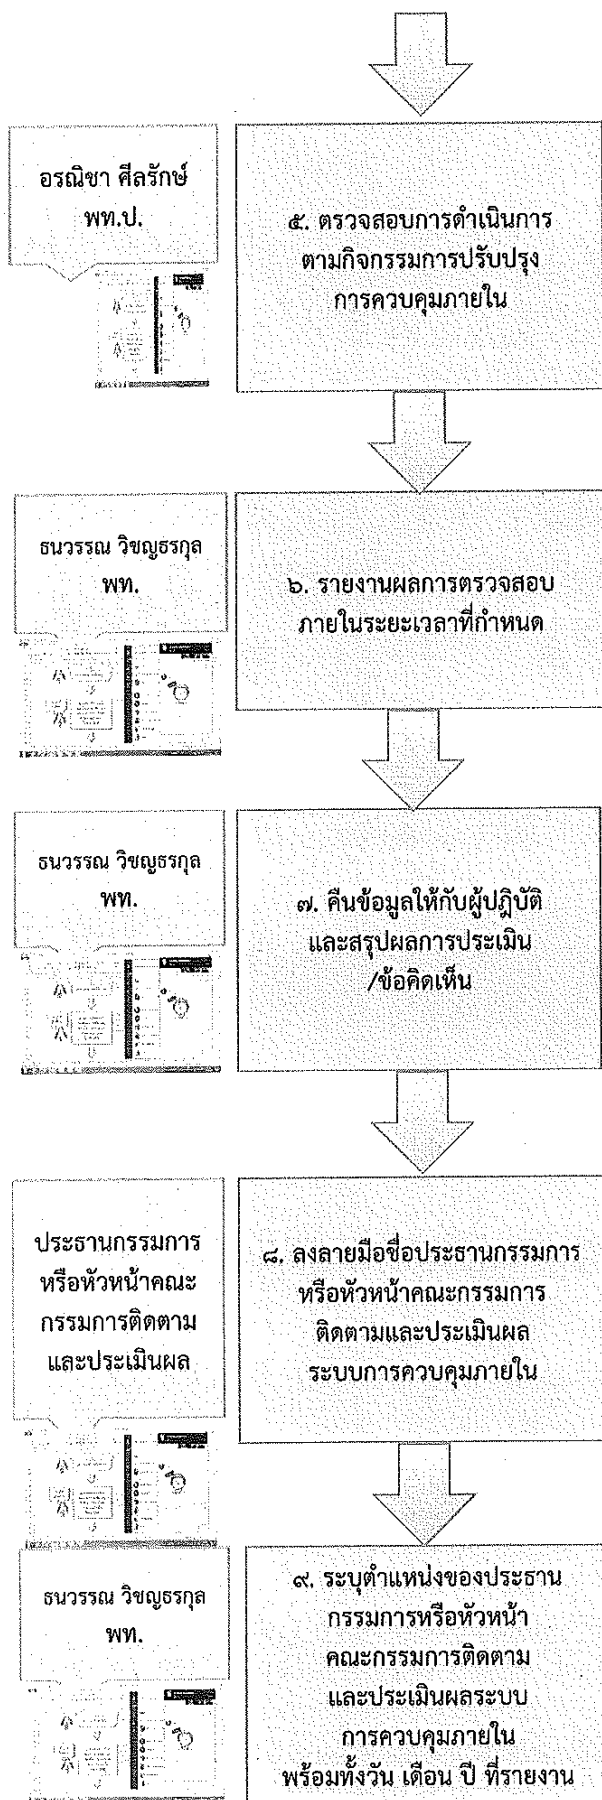 อรณิชา ศีลรักษ์
พท.ป.
๕. ตรวจสอบการดำเนินการ
ตามกิจกรรมการปรับปรุง
การควบคุมภายใน
ธนวรรณ วิชญธรกุล
พท.
๖. รายงานผลการตรวจสอบ
ภายในระยะเวลาที่กำหนด
ธนวรรณ วิชญธรกุล
พท.
๗. คืนข้อมูลให้กับผู้ปฏิบัติ
และสรุปผลการประเมิน
/ข้อคิดเห็น
ประธานกรรมการ
หรือหัวหน้าคณะ
กรรมการติดตาม
และประเมินผล
๘. ลงลายมือชื่อประธานกรรมการ
หรือหัวหน้าคณะกรรมการ
ติดตามและประเมินผล
ระบบการควบคุมภายใน
ธนวรรณ วิชญธรกุล
พท.
๙. ระบุตำแหน่งของประธาน
กรรมการหรือหัวหน้า
คณะกรรมการติดตาม
และประเมินผลระบบ
การควบคุมภายใน
พร้อมทั้งวัน เดือน ปี ที่รายงาน